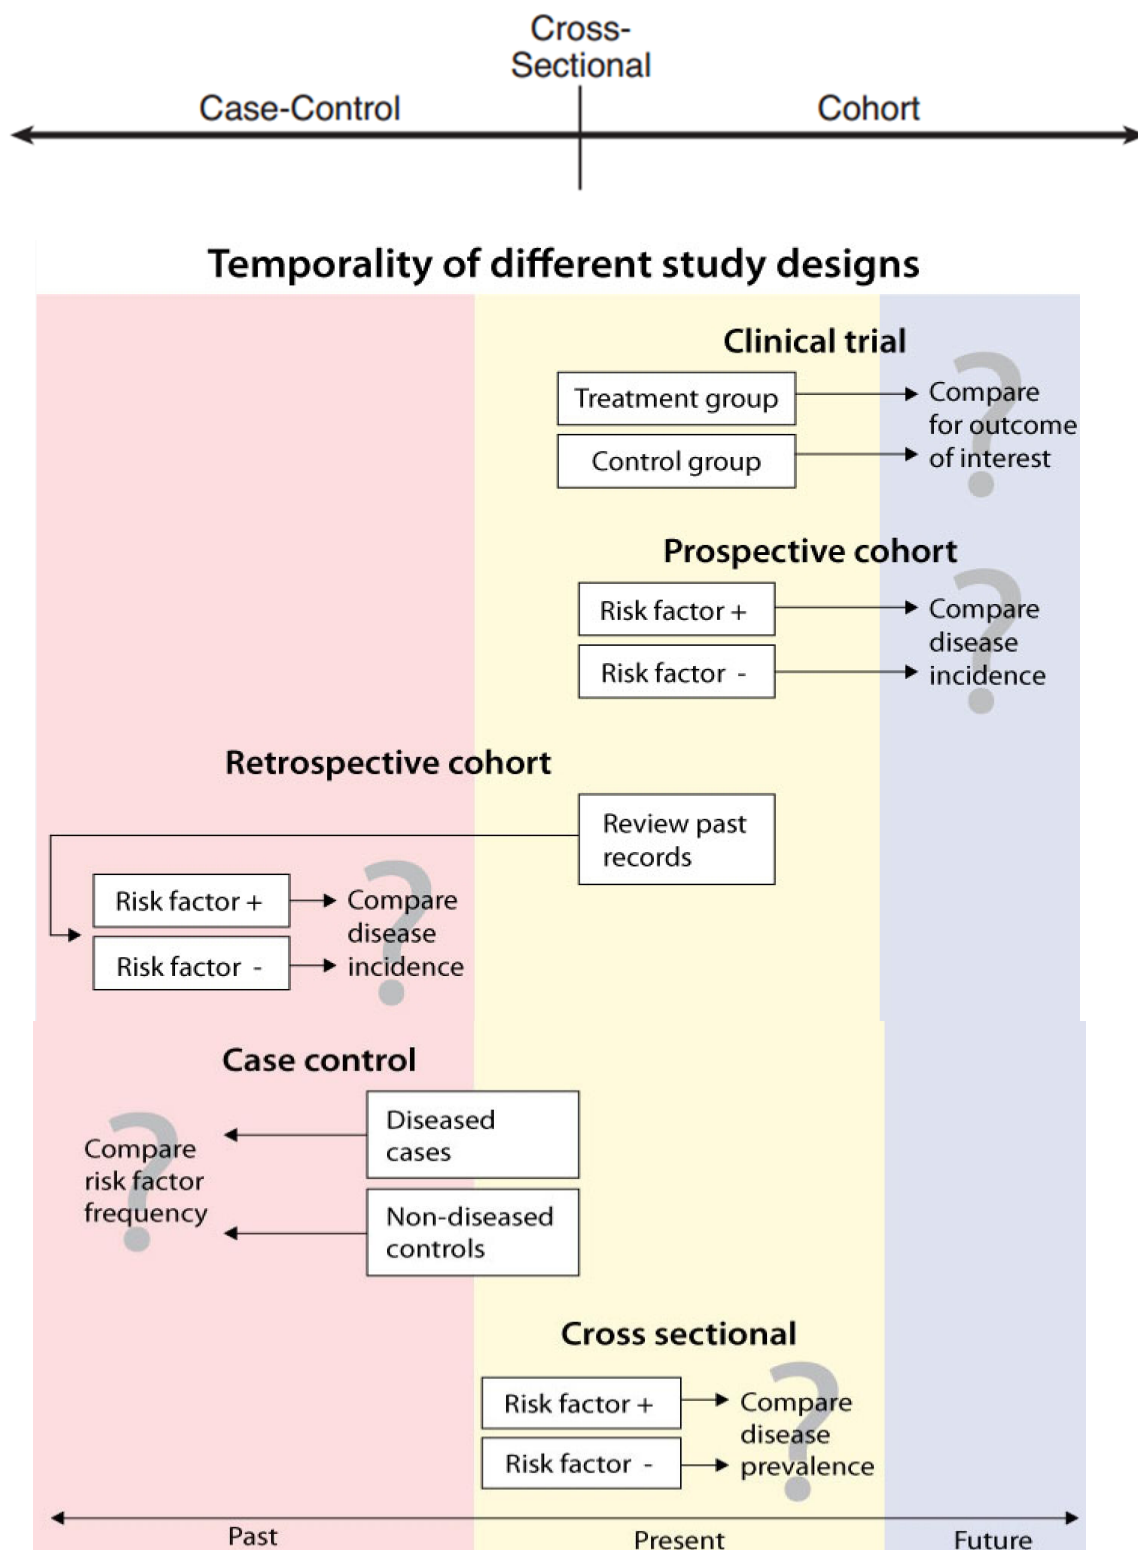 Cross-
Sectional
Case-Control
Cohort
Temporality of different study designs
Clinical trial
Treatment group
Control group
Compare
for outcome
of interest
?
Prospective cohort
Risk factor +
Risk factor -
Compare
disease
incidence
?
Retrospective cohort
Review past
records
Risk factor +
Risk factor -
Compare
disease
incidence
?
Case control
Diseased
cases
Non-diseased
controls
Compare
risk factor
frequency
?
Cross sectional
Risk factor +
Risk factor -
Compare
disease
prevalence
?
Past
Present
Future